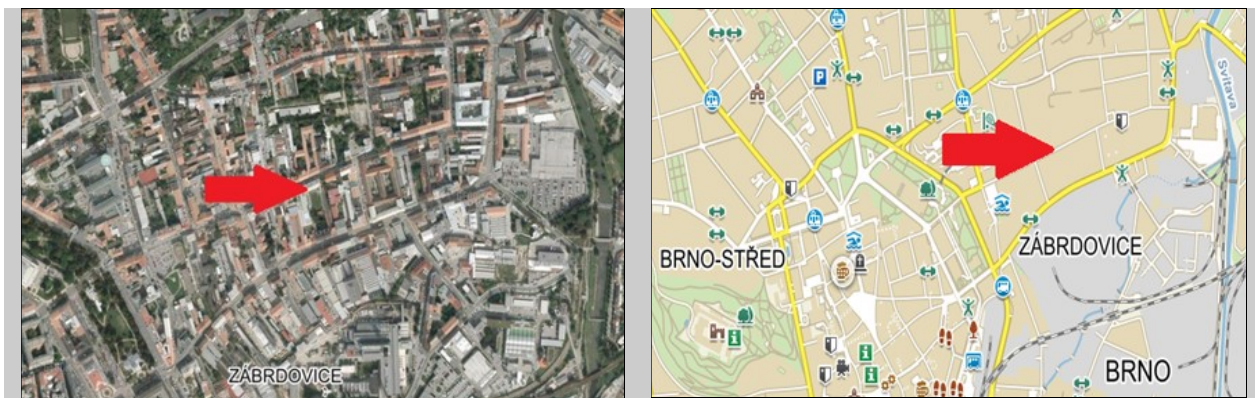 ZÁBRDOVICE
Svitava
P
BRNO-STŘED
ZÁBRDOVICE
i
i
i
BRNO